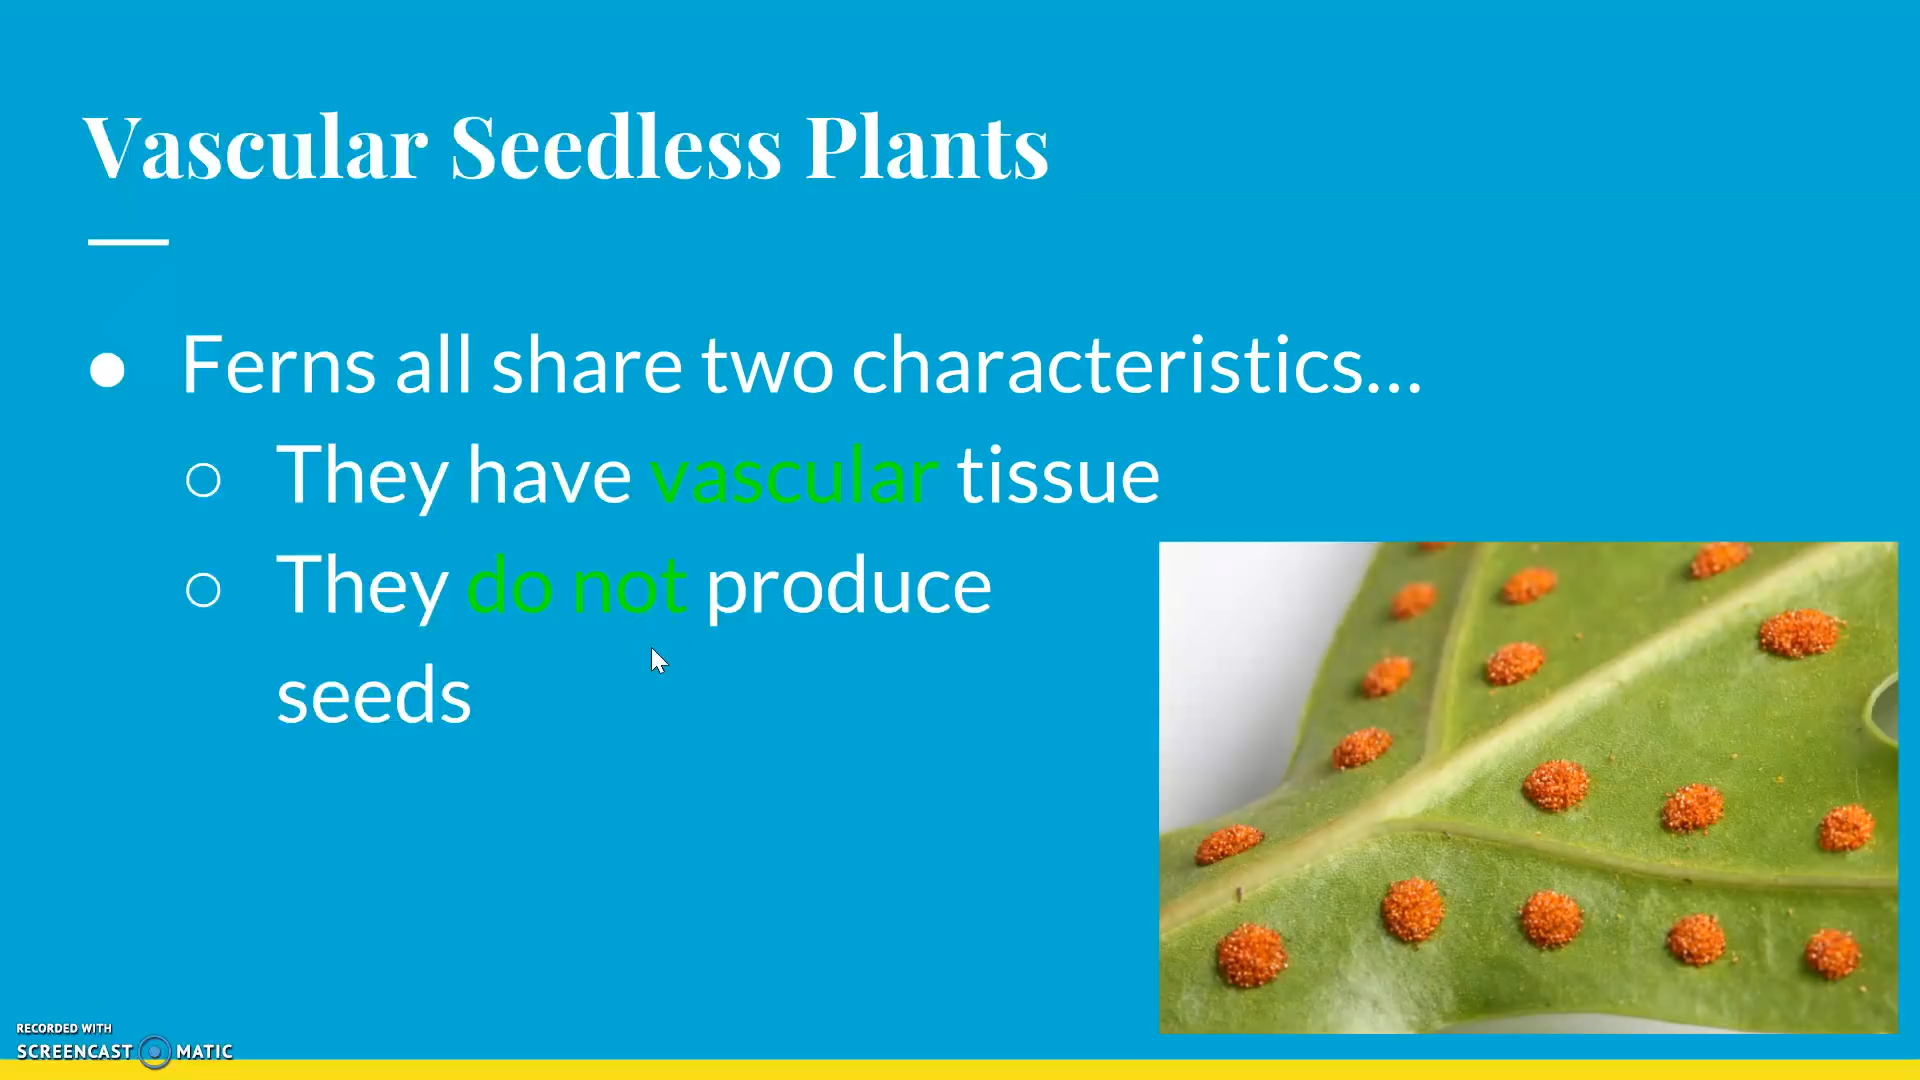 Vascular Seedless Plants
● Ferns all share two characteristics...
○ They have vascular tissue
○ They do not produce
seeds
RECORDED WITH
SCREENCAST MATIC